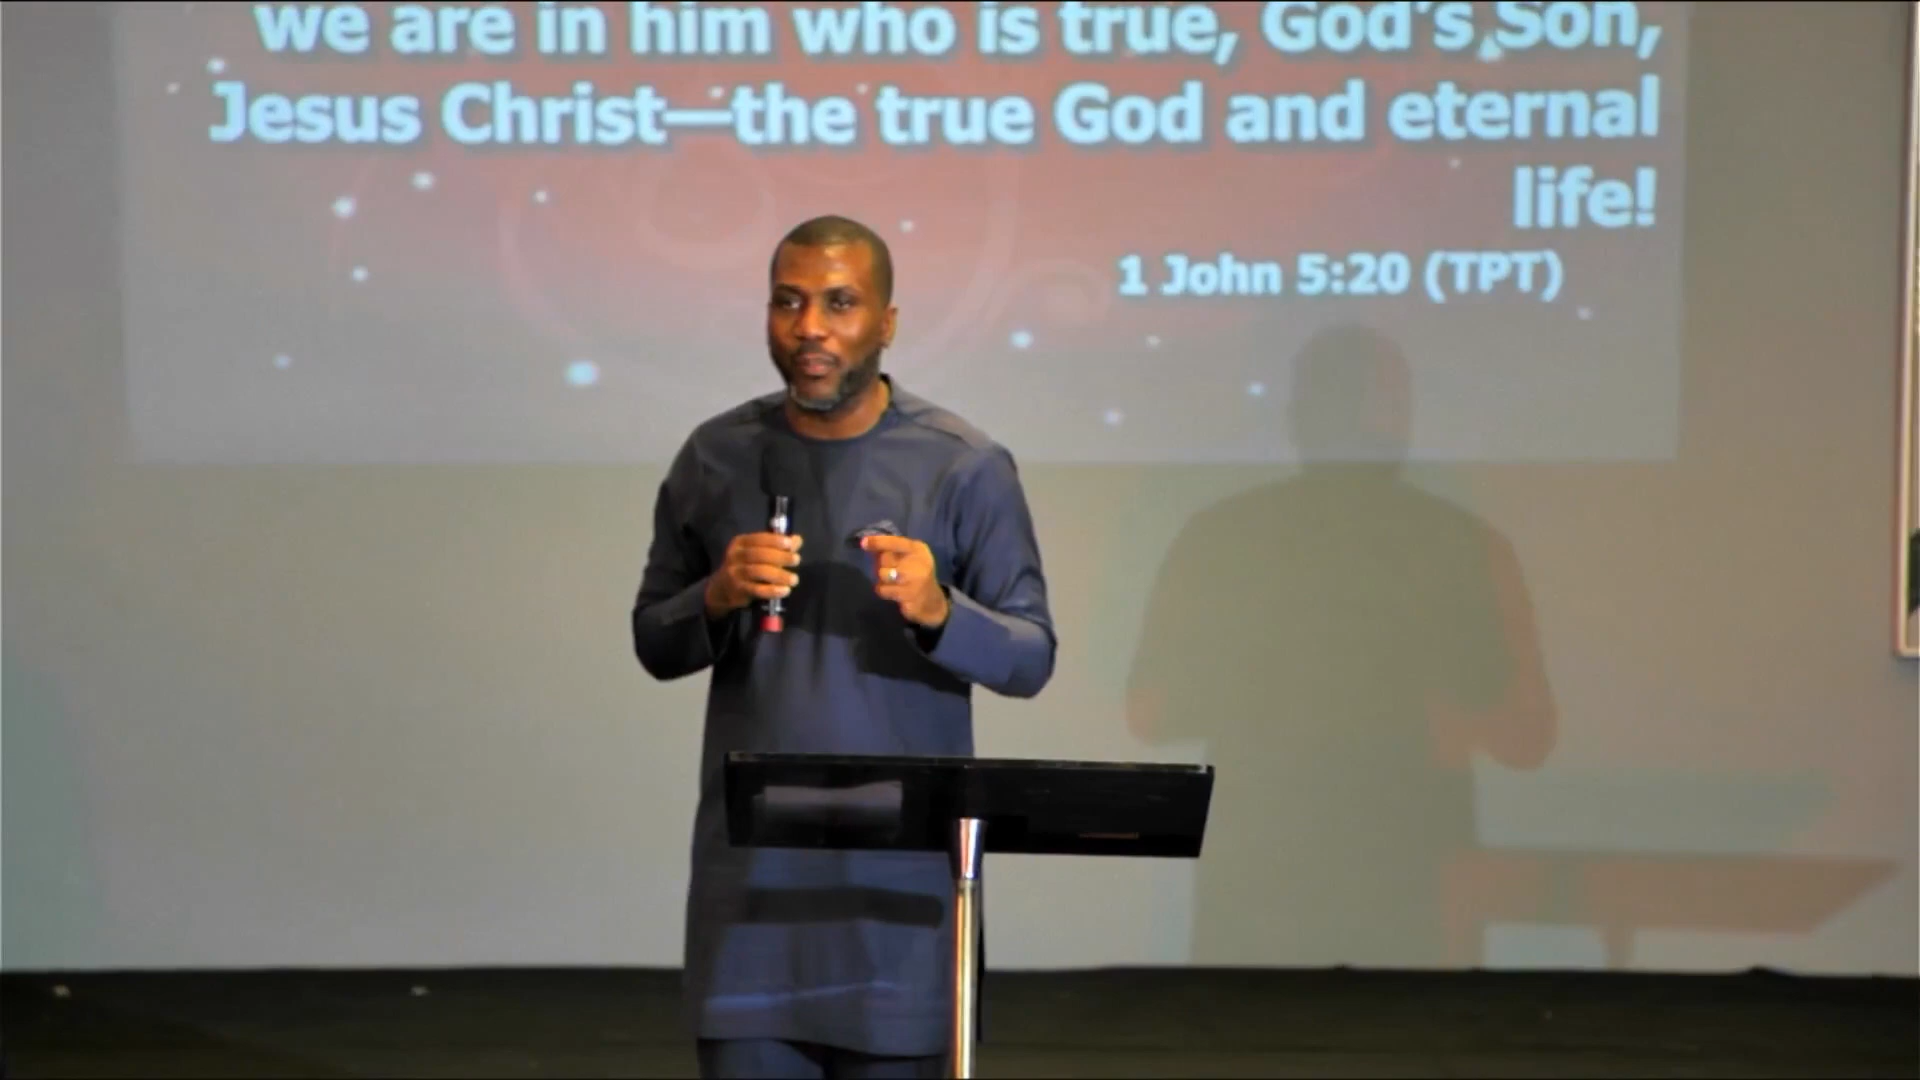 we are in him who is true, God's Son,
Jesus Christ—the true God and eternal
life!
1 John 5:20 (TPT)